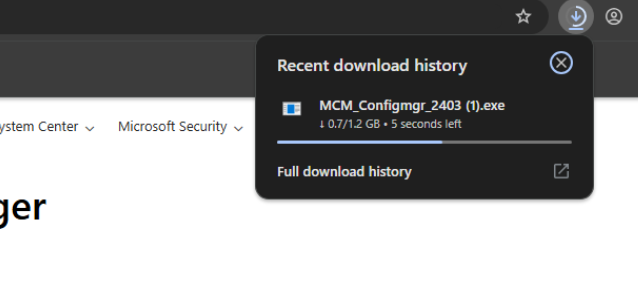 Recent download history
MCM_Configmgr_2403 (1).exe
↓ 0.7/1.2 GB • 5 seconds left
Full download history
ystem Center
Microsoft Security
ger